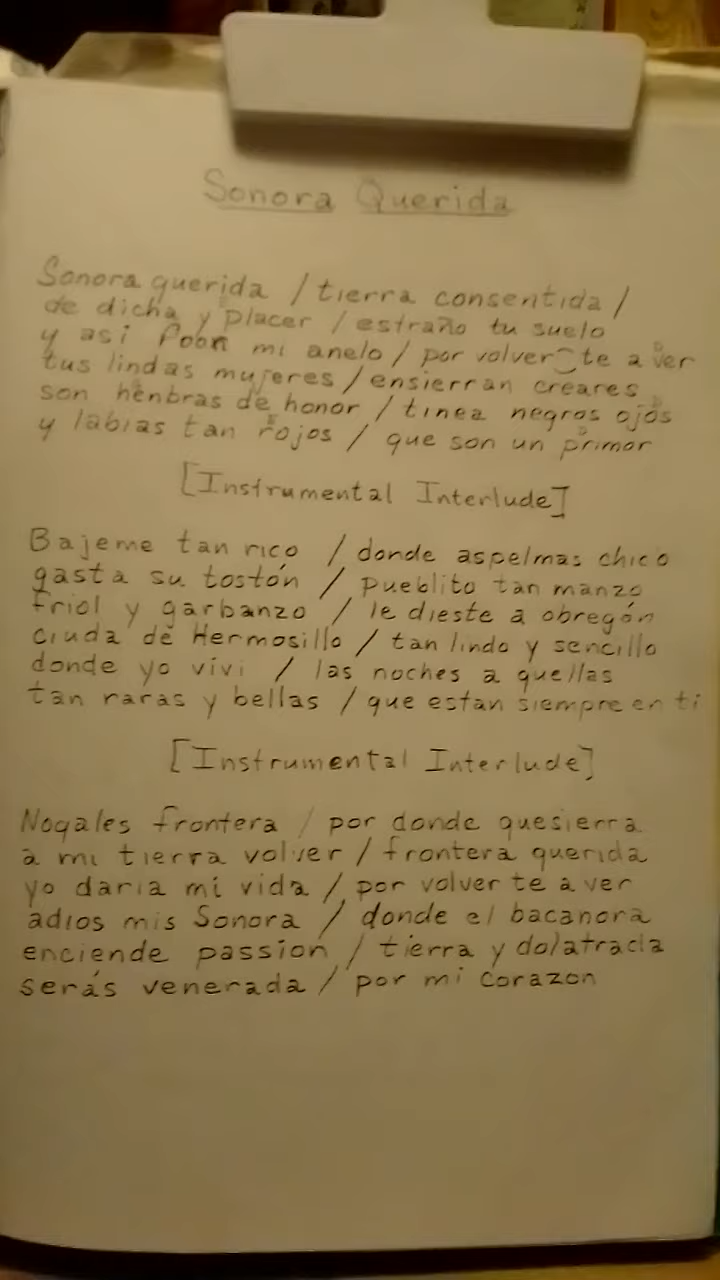 Sonora Querida
Sonora querida / tierra consentida /
de dicha y placer / estraño tu suelo
y así Poon mi anelo / por volver te a ver
tus lindas mujeres / ensierran creares
son henbras de honor / tinea negros ojos
y labias tan rojos / que son un primor
[Instrumental Interlude]
Bajeme tan rico / donde aspelmas chico
gasta su tostón / pueblito tan manzo
friol y garbanzo / le dieste a obregón
ciuda de Hermosillo / tan lindo y sencillo
donde yo viví / las noches a quellas
tan raras y bellas / que estan siempre en ti
[Instrumental Interlude]
Nogales frontera / por donde quesierra
a mi tierra volver / frontera querida
yo daria mi vida / por volver te a ver
adios mis Sonora / donde el bacanora
enciende passion / tierra y dolatrada
serás venerada / por mi corazon